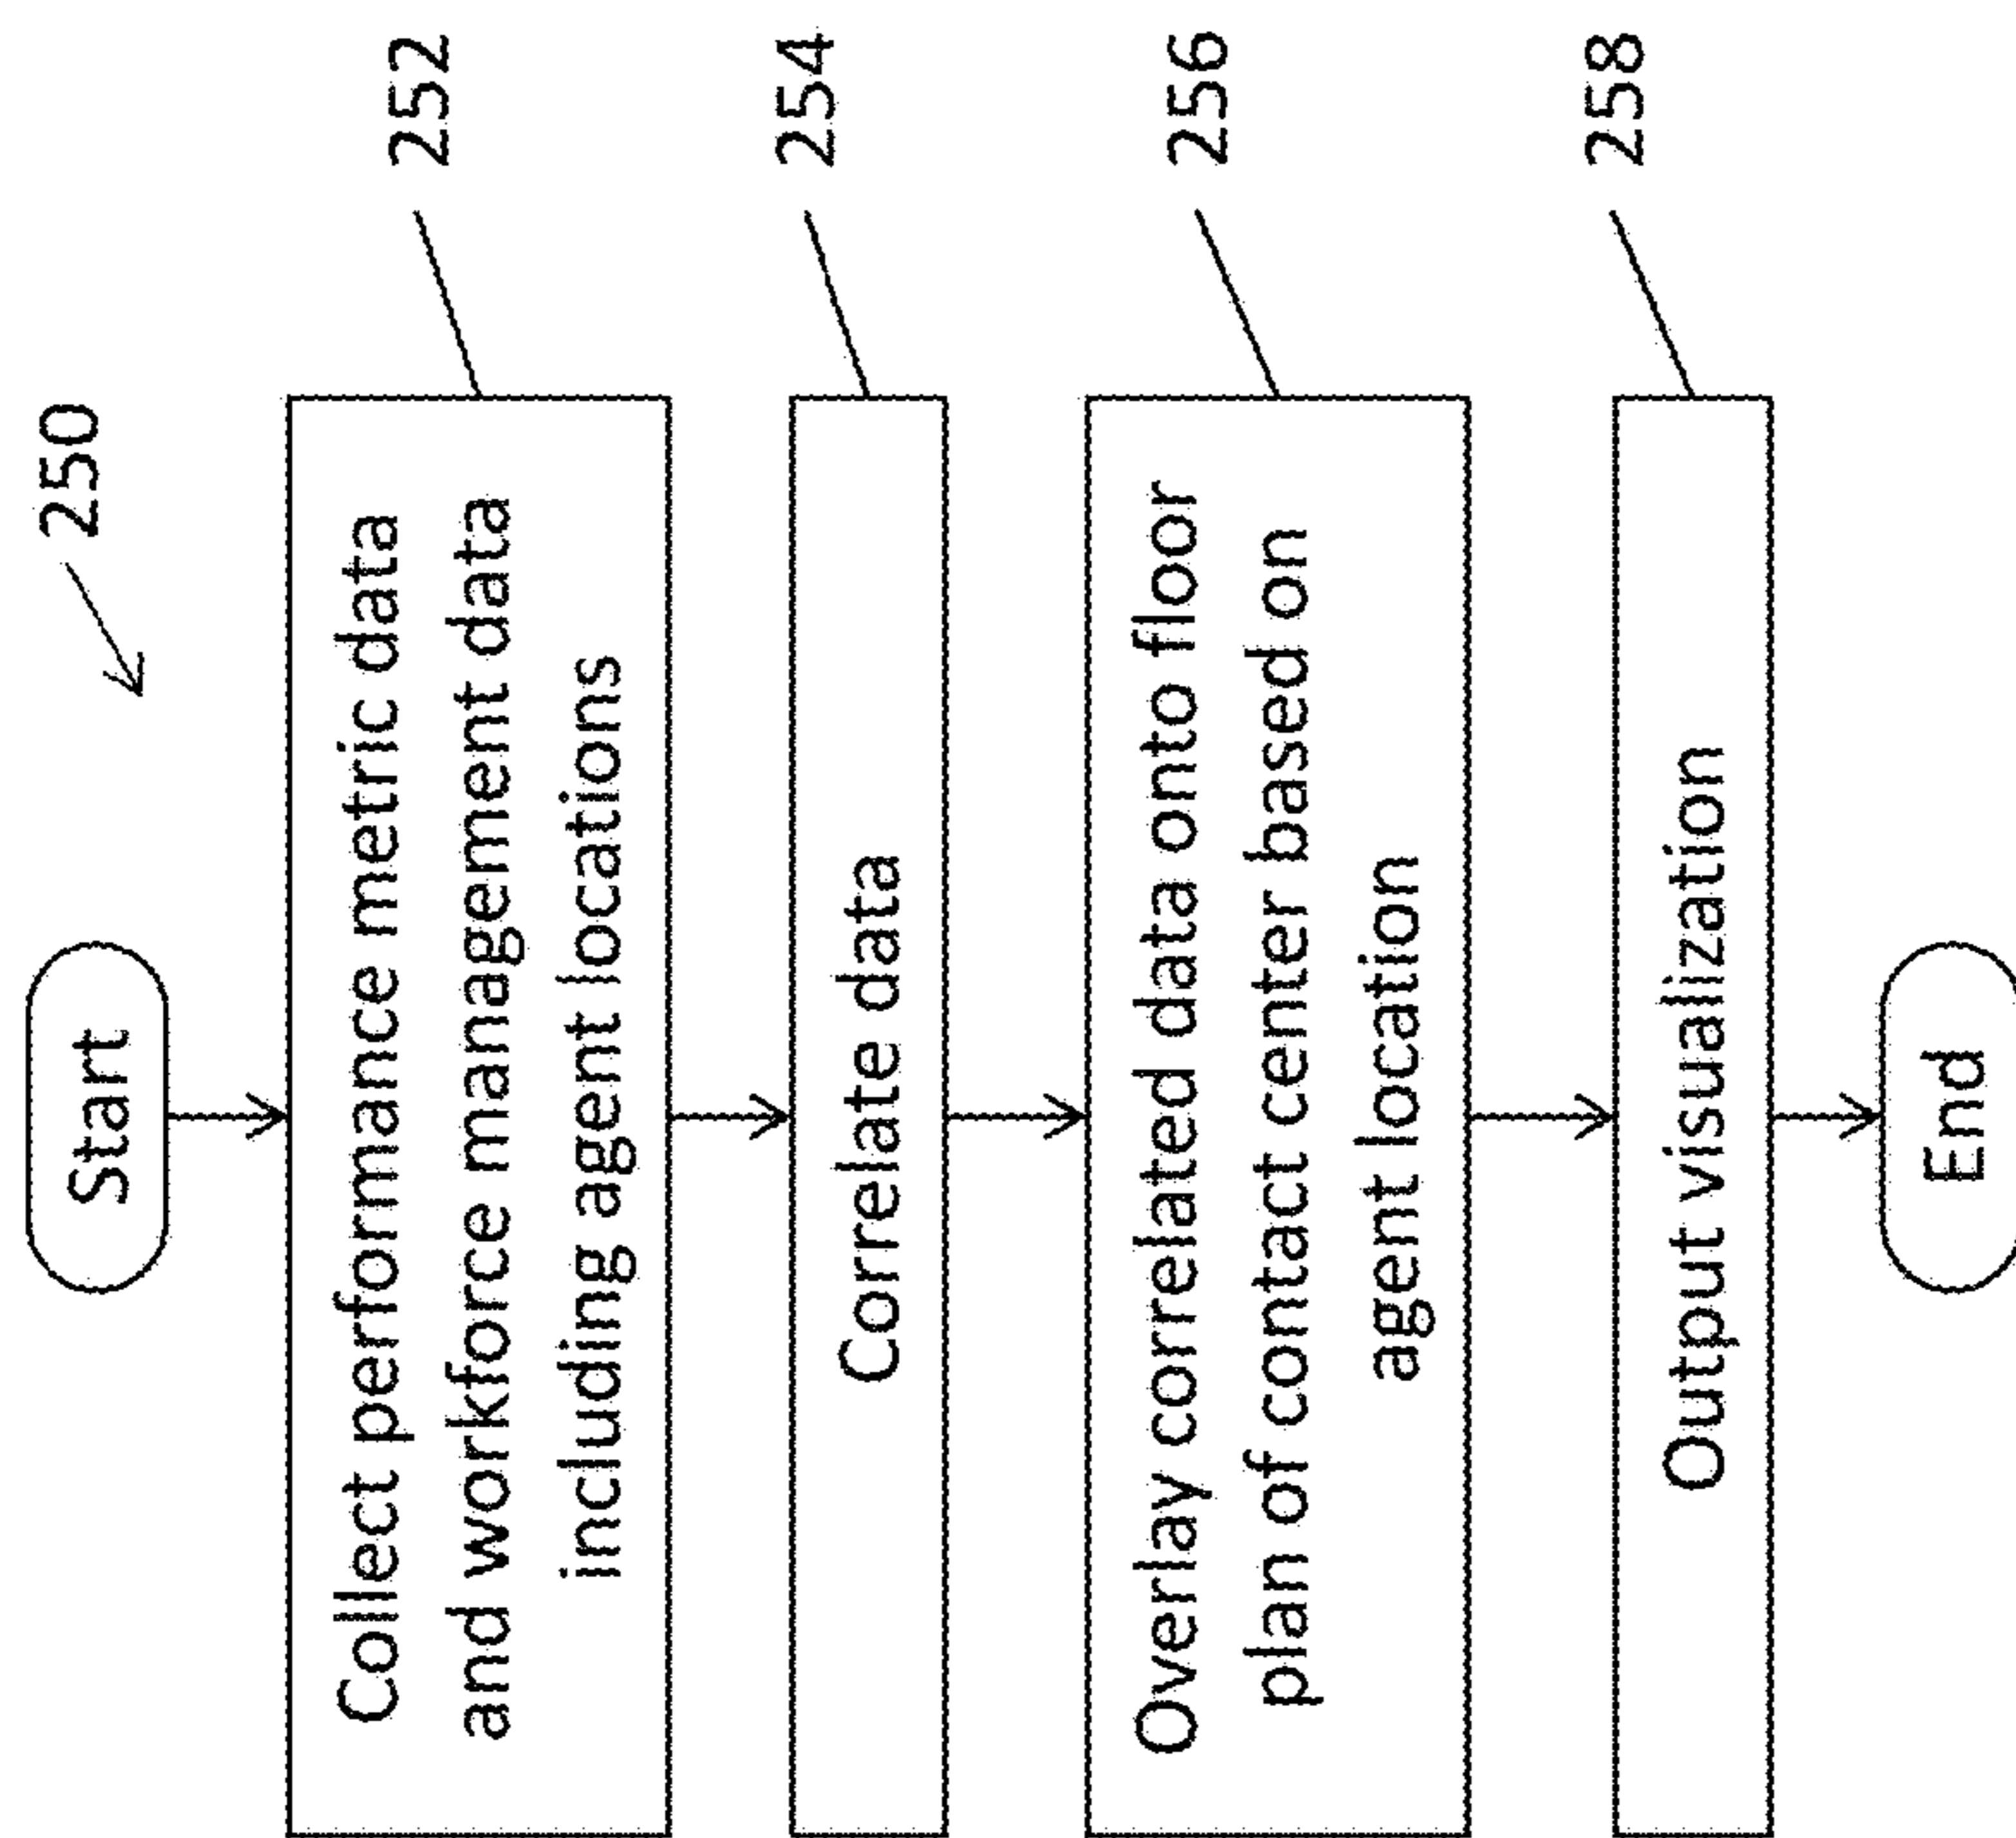 250
Start
Collect performance metric data
and workforce management data
including agent locations
252
Correlate data
254
Overlay correlated data onto floor
plan of contact center based on
agent location
256
Output visualization
258
End